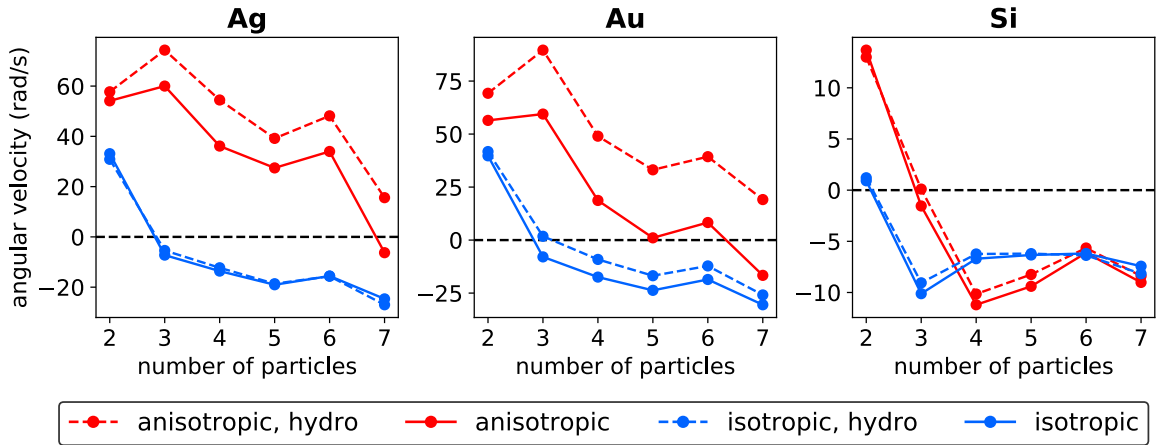 Ag
Au
Si
angular velocity (rad/s)
60
40
20
0
−20
2 3 4 5 6 7
number of particles
75
50
25
0
−25
2 3 4 5 6 7
number of particles
10
5
0
−5
−10
2 3 4 5 6 7
number of particles
anisotropic, hydro
anisotropic
isotropic, hydro
isotropic